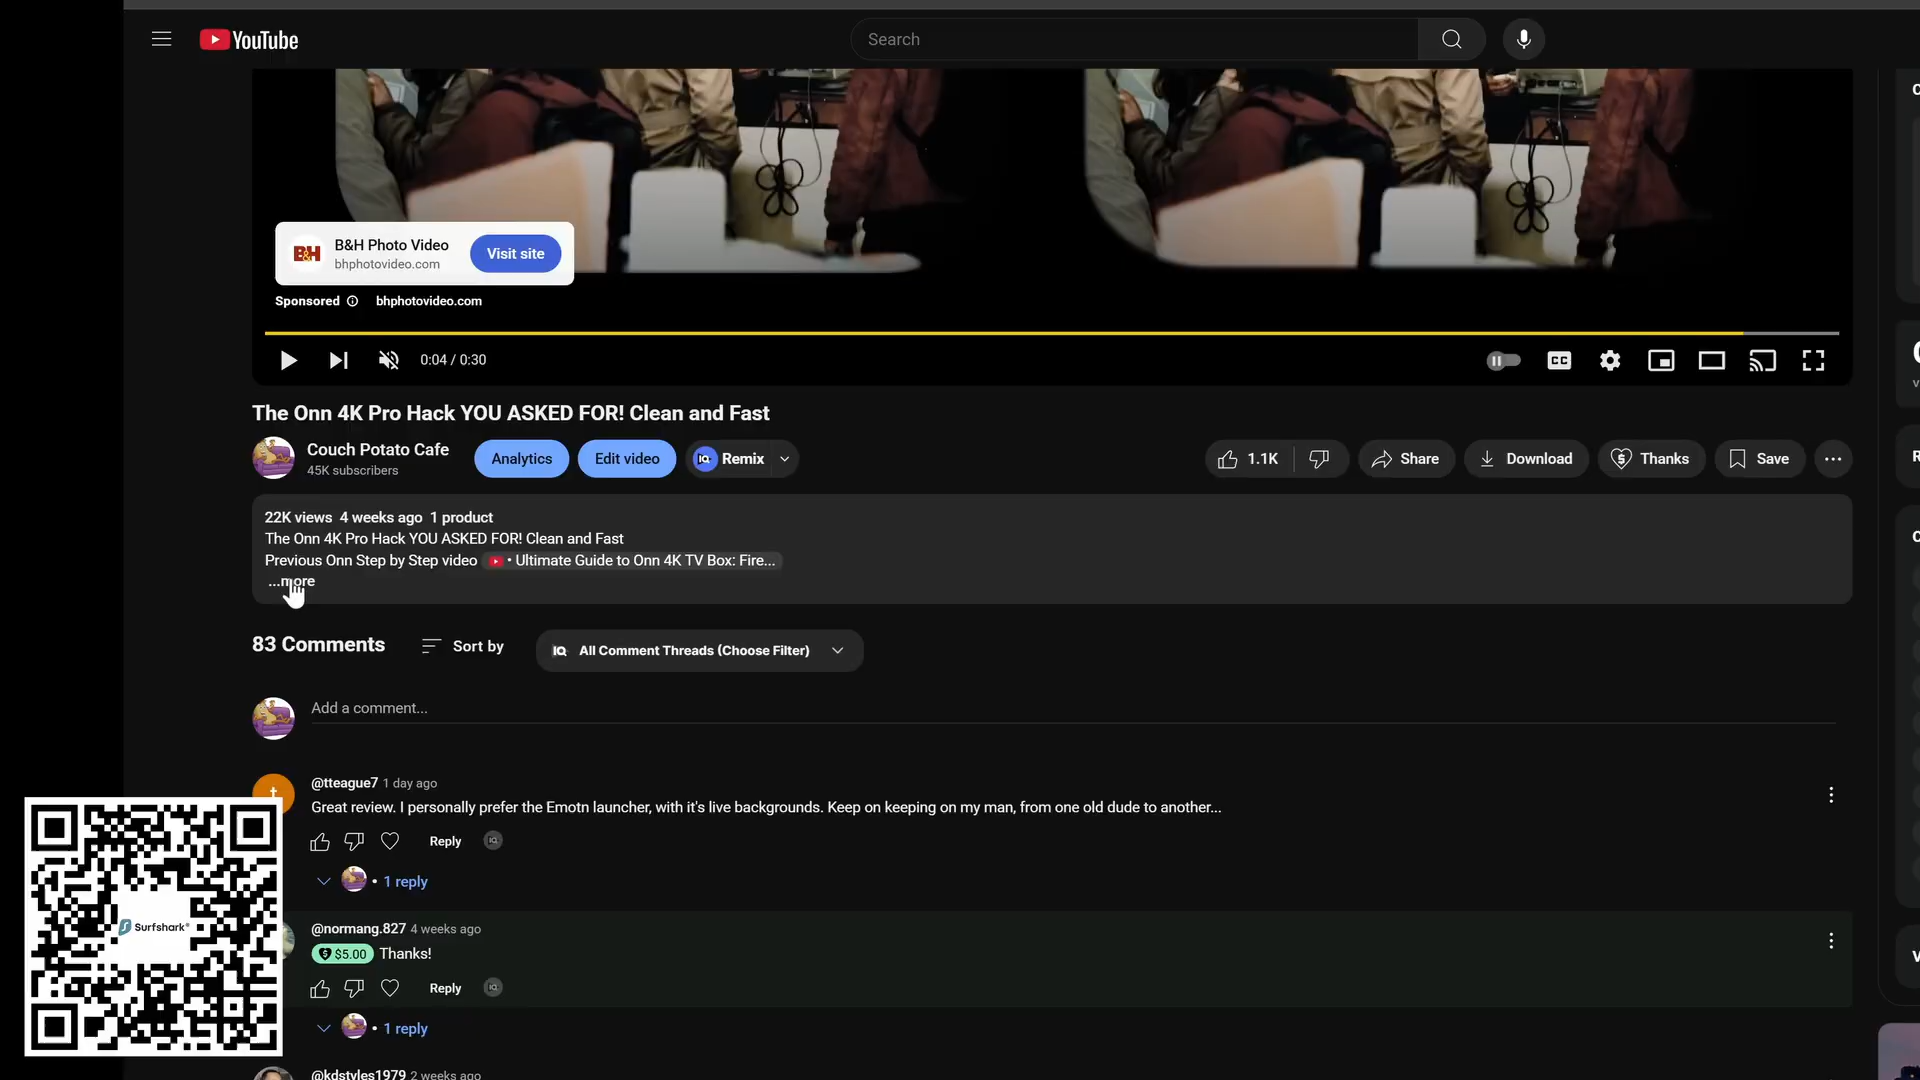 YouTube
Search
B&H
B&H Photo Video
bhphotovideo.com
Visit site
Sponsored bhphotovideo.com
0:04 / 0:30
CC
The Onn 4K Pro Hack YOU ASKED FOR! Clean and Fast
Couch Potato Cafe
45K subscribers
Analytics
Edit video
IQ Remix
1.1K
Share
Download
Thanks
Save
22K views 4 weeks ago 1 product
The Onn 4K Pro Hack YOU ASKED FOR! Clean and Fast
Previous Onn Step by Step video • Ultimate Guide to Onn 4K TV Box: Fire...
...more
83 Comments
Sort by
IQ All Comment Threads (Choose Filter)
Add a comment...
t
@tteague7 1 day ago
Great review. I personally prefer the Emotn launcher, with it's live backgrounds. Keep on keeping on my man, from one old dude to another...
Reply
IQ
• 1 reply
@normang.827 4 weeks ago
$5.00 Thanks!
Reply
IQ
• 1 reply
@kdstyles1979 2 weeks ago
Surfshark®